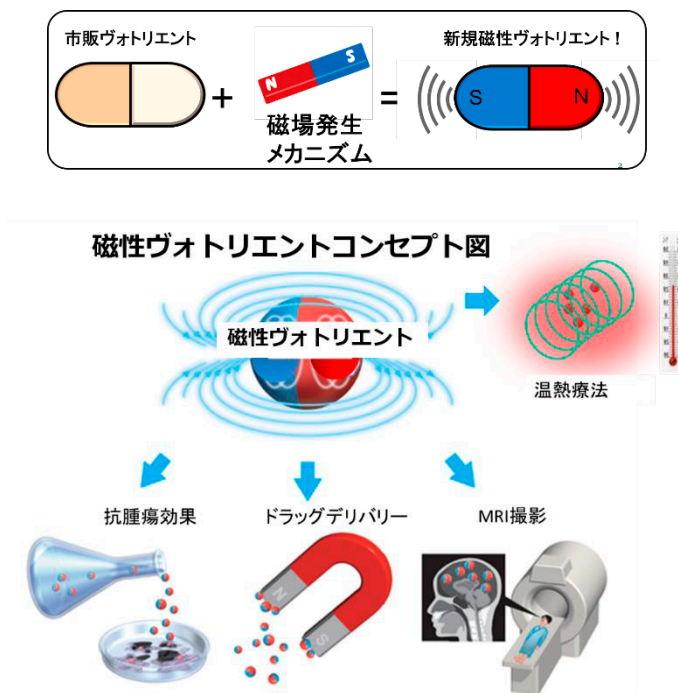 市販ヴォトリエント
新規磁性ヴォトリエント！
N
S
S
N
+
=
磁場発生
メカニズム
磁性ヴォトリエントコンセプト図
磁性ヴォトリエント
温熱療法
抗腫瘍効果
ドラッグデリバリー
MRI撮影
N
S